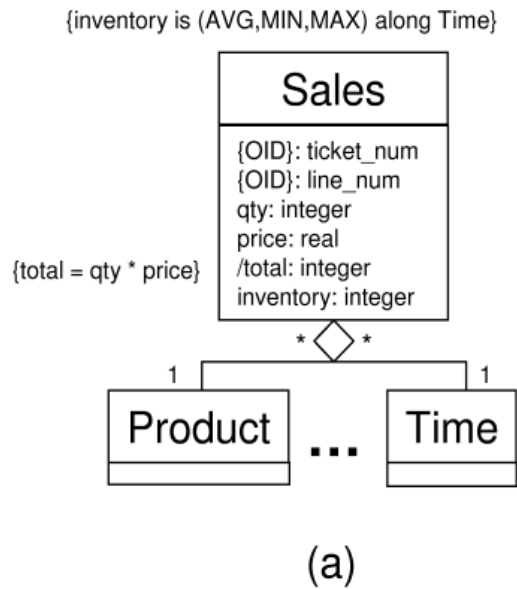 {inventory is (AVG,MIN,MAX) along Time}
Sales
{OID}: ticket_num
{OID}: line_num
qty: integer
price: real
{total = qty * price}
/total: integer
inventory: integer
* *
1 1
Product ... Time
(a)